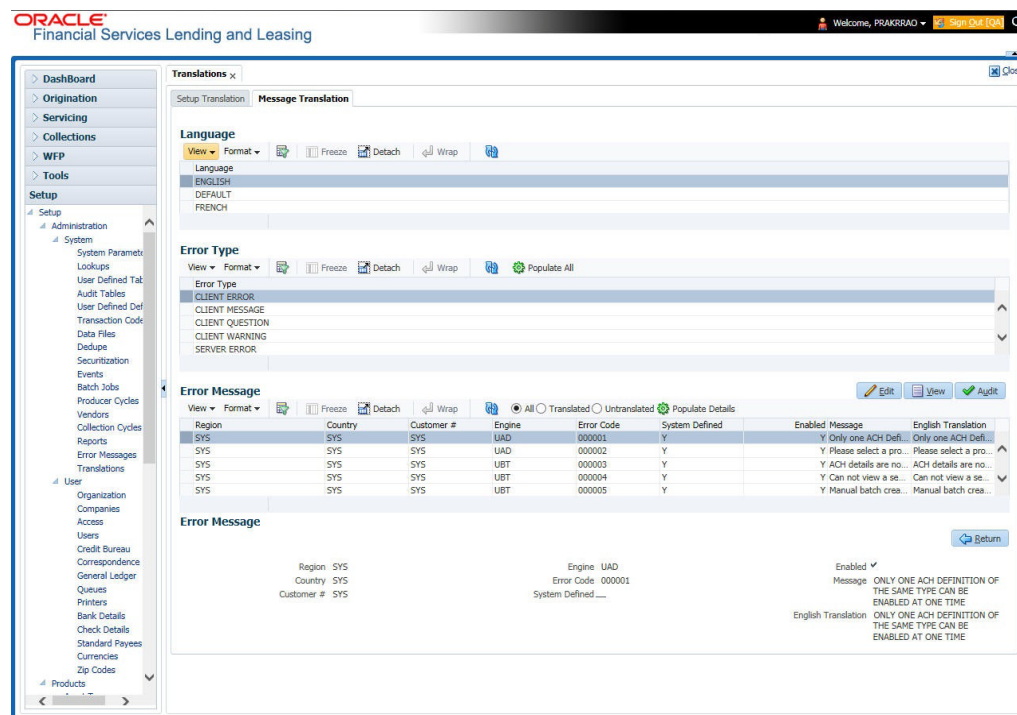 ORACLE
Financial Services Lending and Leasing
Welcome, PRAKRRAO
Sign Out [QA]
DashBoard
Origination
Servicing
Collections
WFP
Tools
Setup
Setup
Administration
System
System Paramete
Lookups
User Defined Tab
Audit Tables
User Defined Def
Transaction Code
Data Files
Dedupe
Securitization
Events
Batch Jobs
Producer Cycles
Vendors
Collection Cycles
Reports
Error Messages
Translations
User
Organization
Companies
Access
Users
Credit Bureau
Correspondence
General Ledger
Queues
Printers
Bank Details
Check Details
Standard Payees
Currencies
Zip Codes
Products
Translations x
Clos
Setup Translation Message Translation
Language
View Format Freeze Detach Wrap
Language
ENGLISH
DEFAULT
FRENCH
Error Type
View Format Freeze Detach Wrap Populate All
Error Type
CLIENT ERROR
CLIENT MESSAGE
CLIENT QUESTION
CLIENT WARNING
SERVER ERROR
Error Message
Edit View Audit
View Format Freeze Detach Wrap All Translated Untranslated Populate Details
Region Country Customer # Engine Error Code System Defined Enabled Message English Translation
SYS SYS SYS UAD 000001 Y Y Only one ACH Defi... Only one ACH Defi...
SYS SYS SYS UAD 000002 Y Y Please select a pro... Please select a pro...
SYS SYS SYS UBT 000003 Y Y ACH details are no... ACH details are no...
SYS SYS SYS UBT 000004 Y Y Can not view a se... Can not view a se...
SYS SYS SYS UBT 000005 Y Y Manual batch crea... Manual batch crea...
Error Message
Return
Region SYS
Country SYS
Customer # SYS
Engine UAD
Error Code 000001
System Defined
Enabled
Message ONLY ONE ACH DEFINITION OF
THE SAME TYPE CAN BE
ENABLED AT ONE TIME
English Translation ONLY ONE ACH DEFINITION OF
THE SAME TYPE CAN BE
ENABLED AT ONE TIME